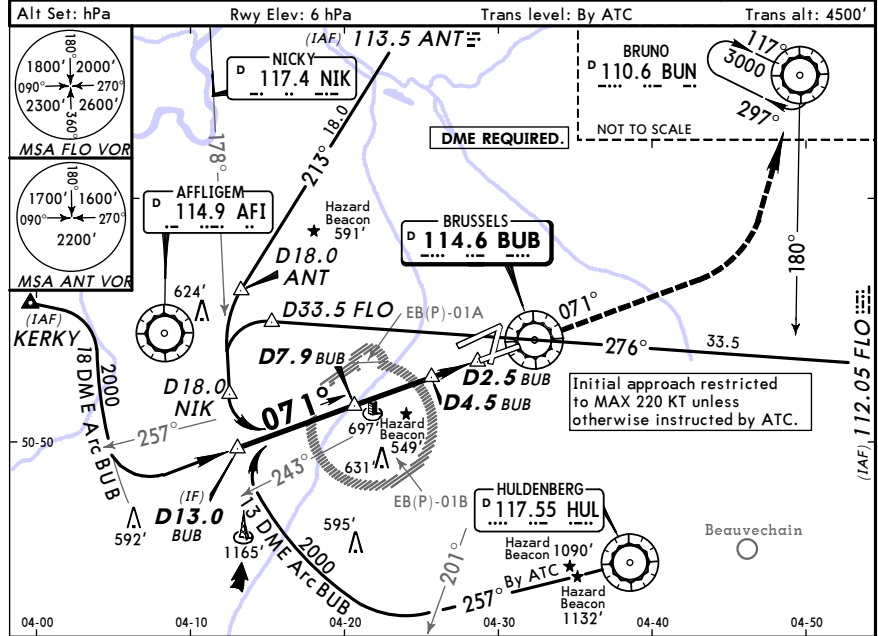 Alt Set: hPa Rwy Elev: 6 hPa Trans level: By ATC Trans alt: 4500'
180°
1800' 2000'
090° 270°
2300' 2600'
360°
MSA FLO VOR
180°
1700' 1600'
090° 270°
2200'
MSA ANT VOR
NICKY
D 117.4 NIK
(IAF) 113.5 ANT
18.0
213°
178°
DME REQUIRED.
BRUNO
D 110.6 BUN
117°
3000
297°
NOT TO SCALE
AFFLIGEM
D 114.9 AFI
Hazard
Beacon
591'
BRUSSELS
D 114.6 BUB
D18.0
ANT
624'
(IAF)
KERKY
D33.5 FLO
EB(P)-01A
071°
180°
276°
33.5
(IAF) 112.05 FLO
2000
18 DME Arc BUB
D7.9 BUB
D2.5 BUB
D4.5 BUB
D18.0
NIK
071°
Initial approach restricted
to MAX 220 KT unless
otherwise instructed by ATC.
697'
Hazard
Beacon
549'
50-50
257°
243°
631'
EB(P)-01B
(IF)
D13.0
BUB
592'
1165'
595'
2000
13 DME Arc BUB
HULDENBERG
D 117.55 HUL
201°
Hazard
Beacon 1090'
By ATC
257°
Hazard
Beacon
1132'
Beauvechain
04-00 04-10 04-20 04-30 04-40 04-50